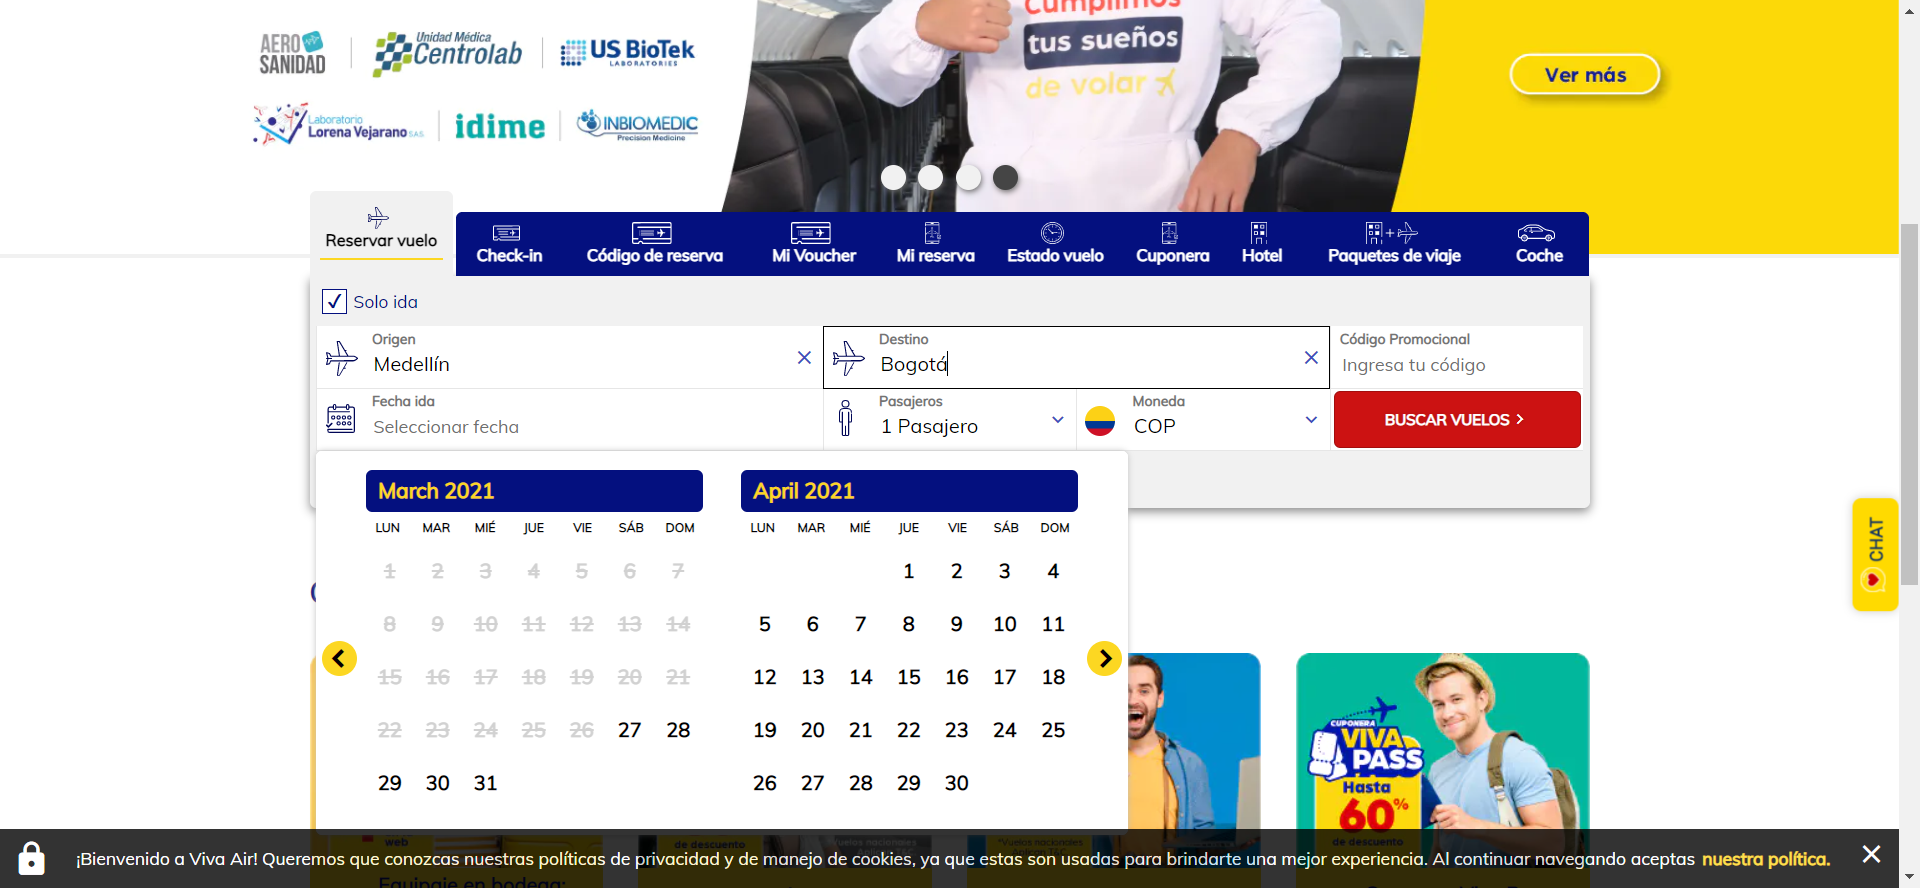 AERO
SANIDAD
Unidad Médica
Centrolab
US BioTek
LABORATORIES
Laboratorio
Lorena Vejarano SAS
idime
INBIOMEDIC
Precision Medicine
Cumplimos
tus sueños
de volar
Ver más
Reservar vuelo
Check-in
Código de reserva
Mi Voucher
Mi reserva
Estado vuelo
Cuponera
Hotel
Paquetes de viaje
Coche
Solo ida
Origen
Medellín
Destino
Bogotá
Código Promocional
Ingresa tu código
Fecha ida
Seleccionar fecha
Pasajeros
1 Pasajero
Moneda
COP
BUSCAR VUELOS
March 2021
LUN MAR MIÉ JUE VIE SÁB DOM
1 2 3 4 5 6 7
8 9 10 11 12 13 14
15 16 17 18 19 20 21
22 23 24 25 26 27 28
29 30 31
April 2021
LUN MAR MIÉ JUE VIE SÁB DOM
1 2 3 4
5 6 7 8 9 10 11
12 13 14 15 16 17 18
19 20 21 22 23 24 25
26 27 28 29 30
CHAT
CUPONERA
VIVA
PASS
Hasta
60%
de descuento
web
de descuento
*Vuelos nacionales
¡Bienvenido a Viva Air! Queremos que conozcas nuestras políticas de privacidad y de manejo de cookies, ya que estas son usadas para brindarte una mejor experiencia. Al continuar navegando aceptas nuestra política.
Equipaje en bodega: